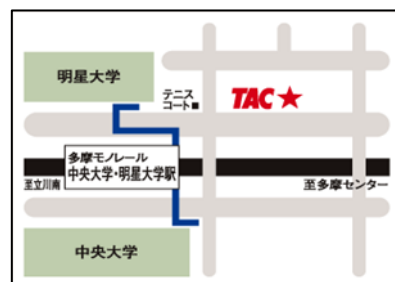 明星大学
テニス
コート■
TAC★
多摩モノレール
中央大学・明星大学駅
至立川南
至多摩センター
中央大学